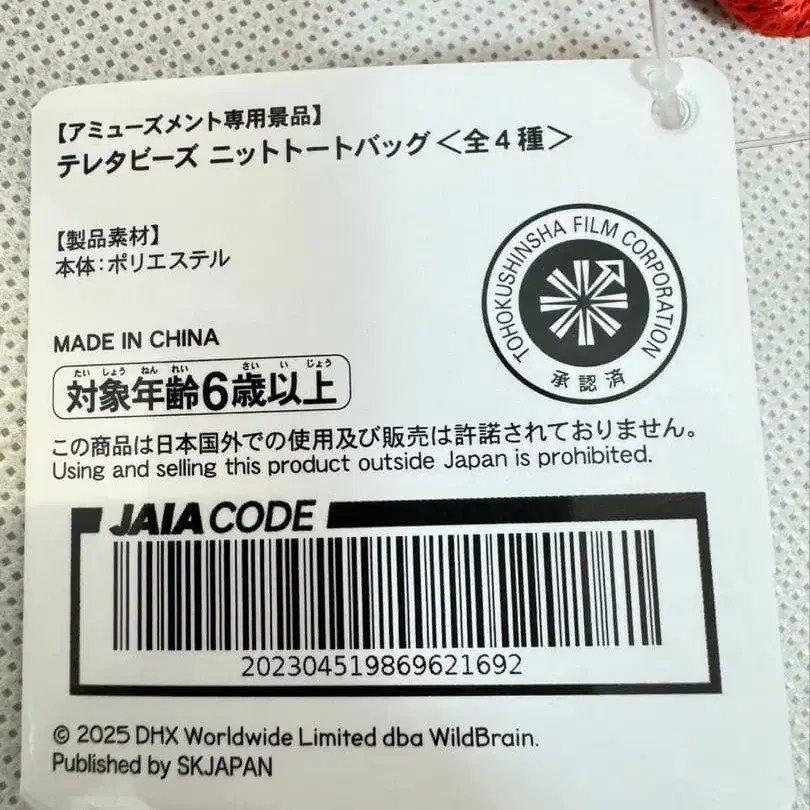 【アミューズメント専用景品】
テレタビーズ ニットトートバッグ＜全４種＞
【製品素材】
本体：ポリエステル
TOHOKUSHINSHA FILM CORPORATION
承認済
MADE IN CHINA
たいしょうねんれい さいいじょう
対象年齢6歳以上
この商品は日本国外での使用及び販売は許諾されておりません。
Using and selling this product outside Japan is prohibited.
JAIA CODE
202304519869621692
© 2025 DHX Worldwide Limited dba WildBrain.
Published by SKJAPAN